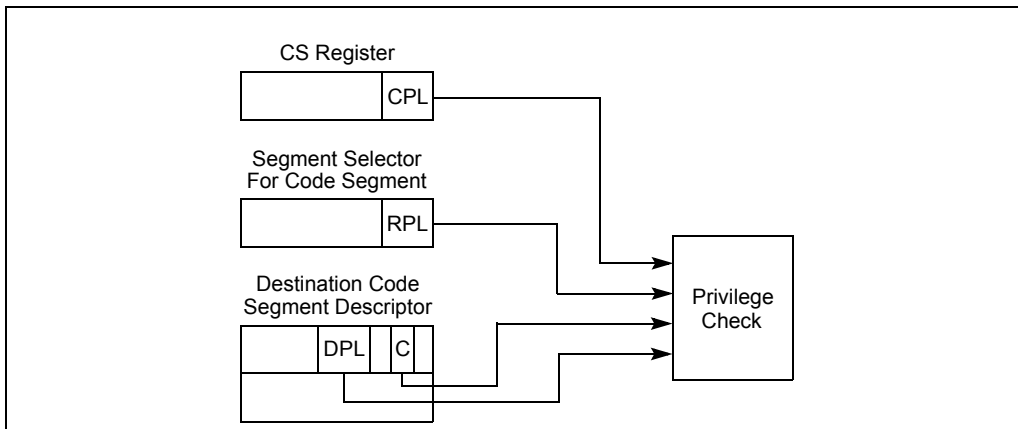 CS Register
CPL
Segment Selector
For Code Segment
RPL
Destination Code
Segment Descriptor
DPL
C
Privilege
Check